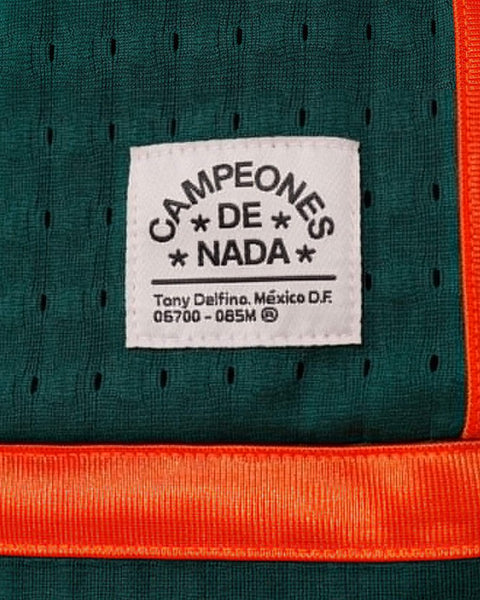 CAMPEONES
* DE *
* NADA *
Tony Delfino. México D.F.
06700 - 085M ®